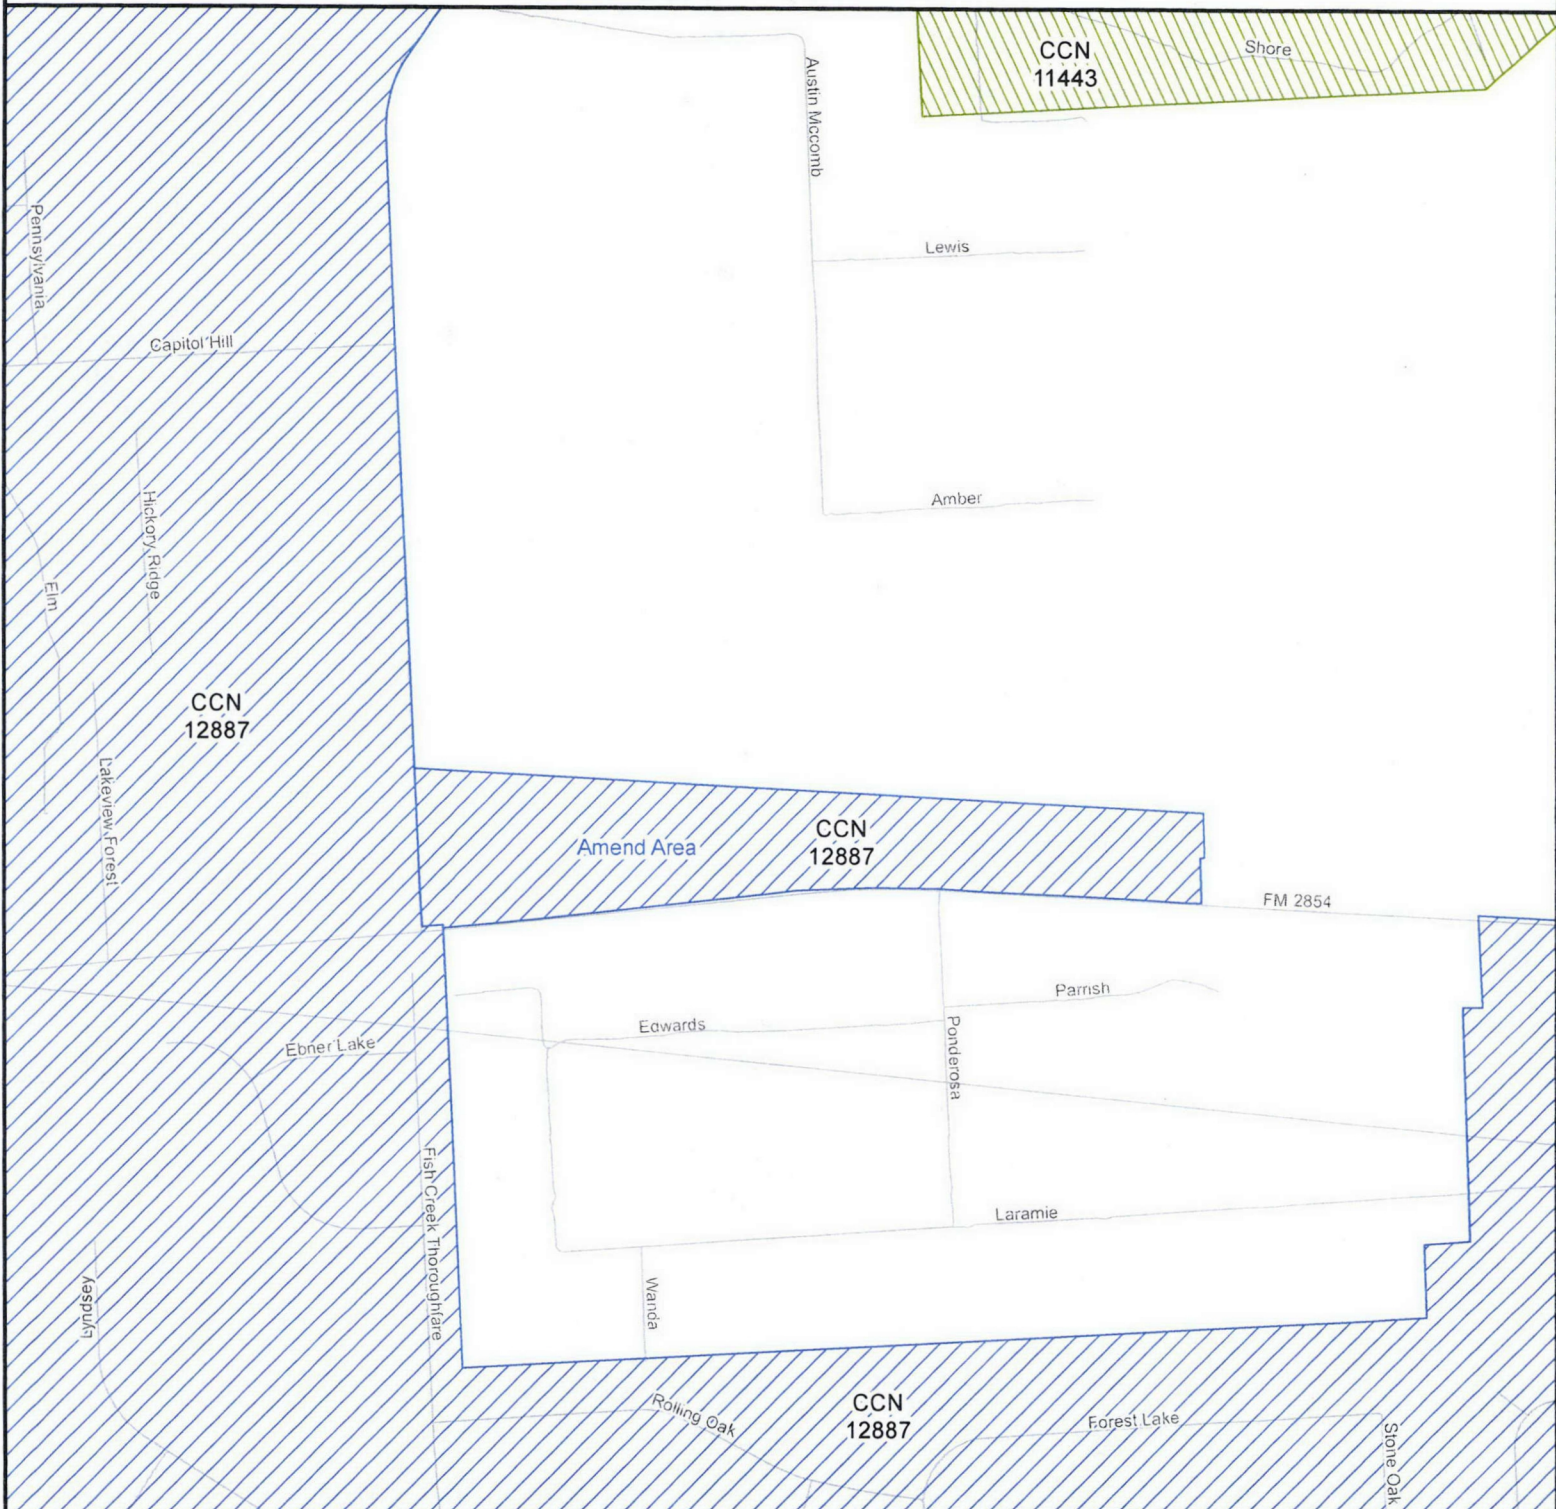 CCN
11443
Shore
Austin Mccomb
Pennsylvania
Lewis
Capitol Hill
Hickory Ridge
Amber
Elm
CCN
12887
Lakeview Forest
Amend Area
CCN
12887
FM 2854
Parrish
Edwards
Ponderosa
Ebner Lake
Fish Creek Thoroughfare
Laramie
Lyndsey
Wanda
Rolling Oak
CCN
12887
Forest Lake
Stone Oak